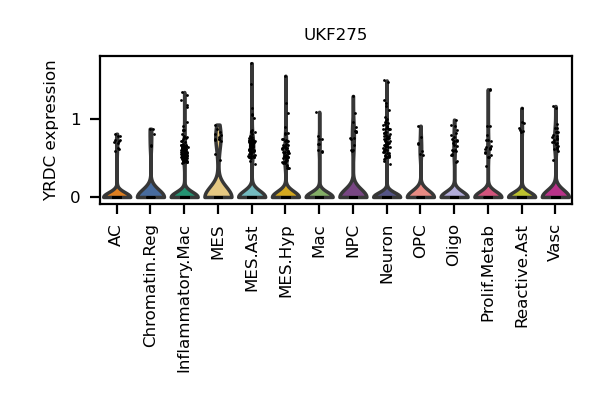 UKF275
YRDC expression
1
0
AC
Chromatin.Reg
Inflammatory.Mac
MES
MES.Ast
MES.Hyp
Mac
NPC
Neuron
OPC
Oligo
Prolif.Metab
Reactive.Ast
Vasc